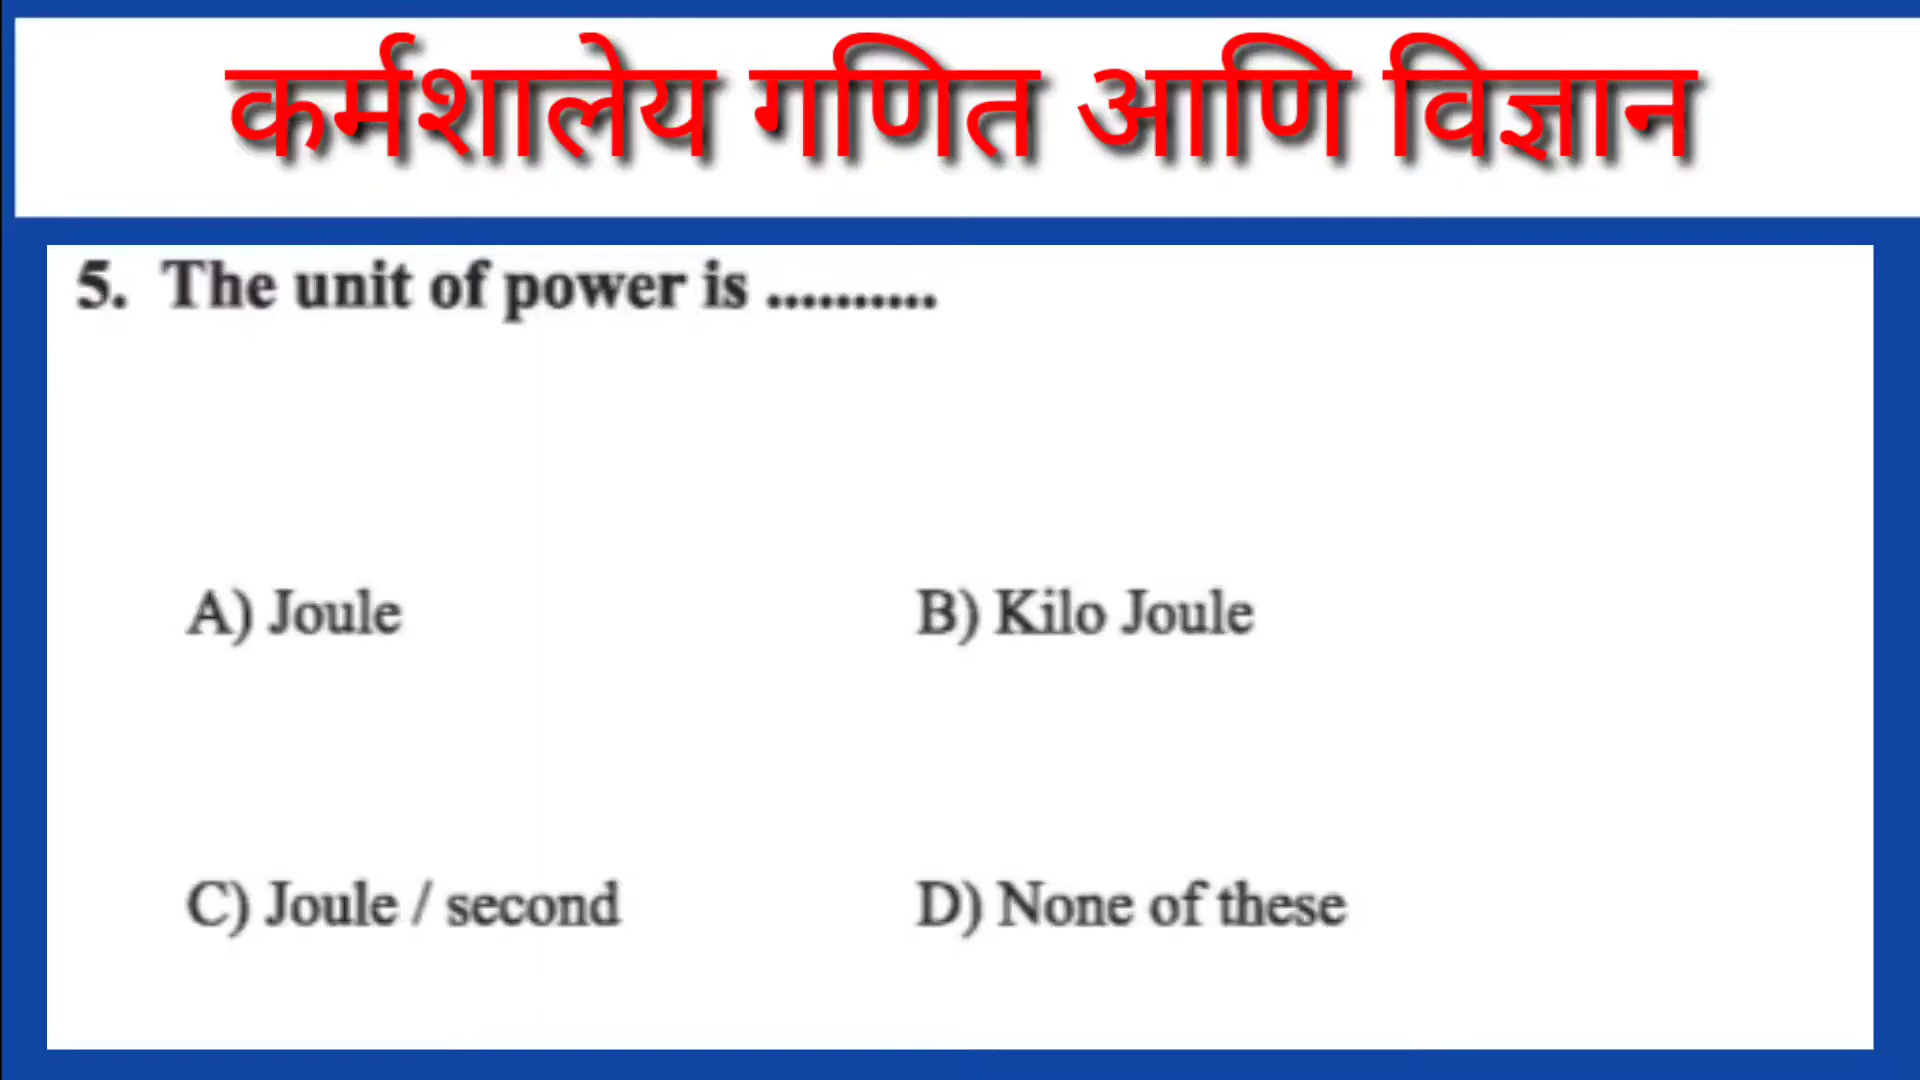 कर्मशालेय गणित आणि विज्ञान
5. The unit of power is ..........
A) Joule B) Kilo Joule
C) Joule / second D) None of these